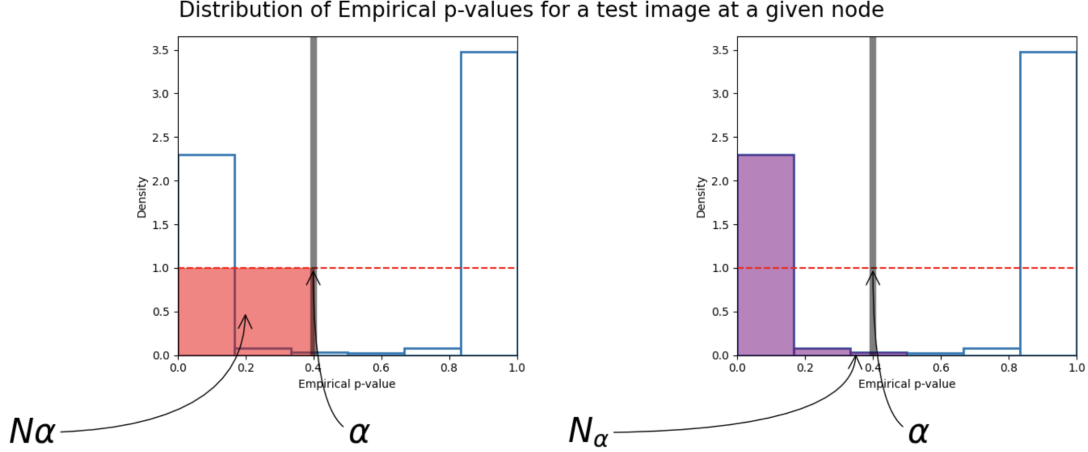 Distribution of Empirical p-values for a test image at a given node
3.5
3.0
2.5
2.0
1.5
1.0
0.5
0.0
Density
0.0 0.2 0.4 0.6 0.8 1.0
Empirical p-value
Nα
α
3.5
3.0
2.5
2.0
1.5
1.0
0.5
0.0
Density
0.0 0.2 0.4 0.6 0.8 1.0
Empirical p-value
N_α
α